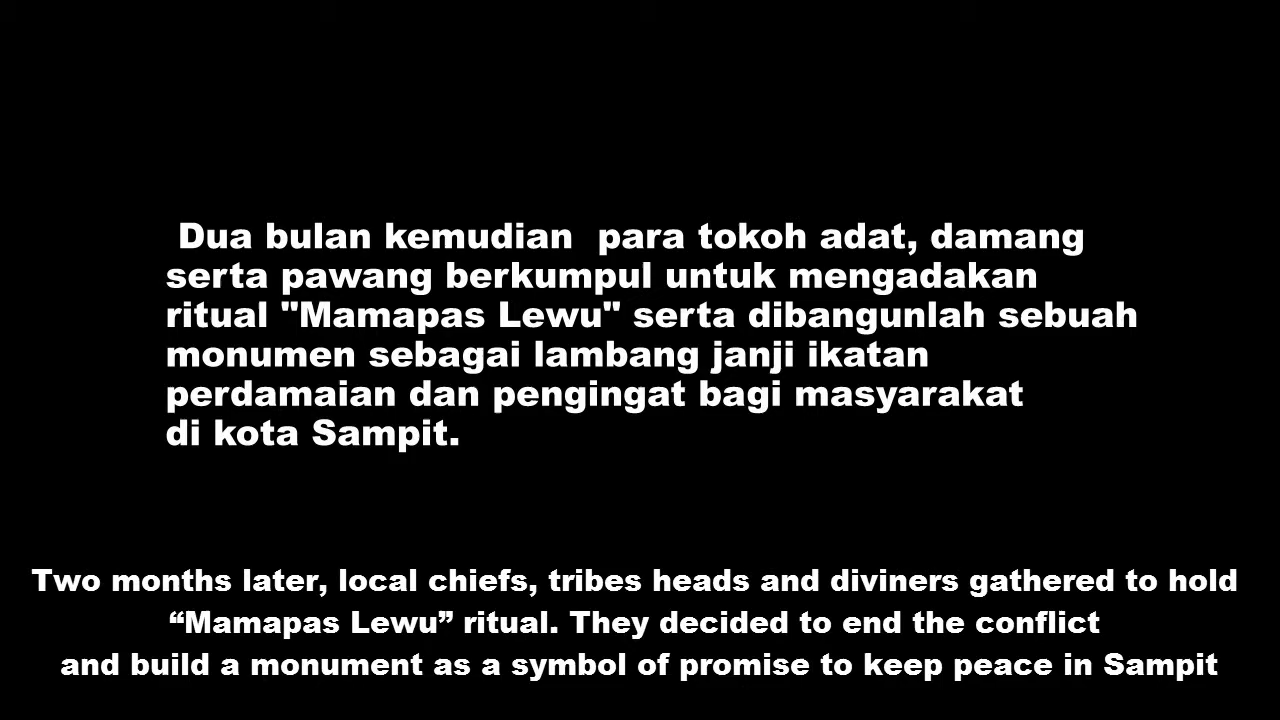 Dua bulan kemudian  para tokoh adat, damang
serta pawang berkumpul untuk mengadakan
ritual "Mamapas Lewu" serta dibangunlah sebuah
monumen sebagai lambang janji ikatan
perdamaian dan pengingat bagi masyarakat
di kota Sampit.
Two months later, local chiefs, tribes heads and diviners gathered to hold
“Mamapas Lewu” ritual. They decided to end the conflict
and build a monument as a symbol of promise to keep peace in Sampit